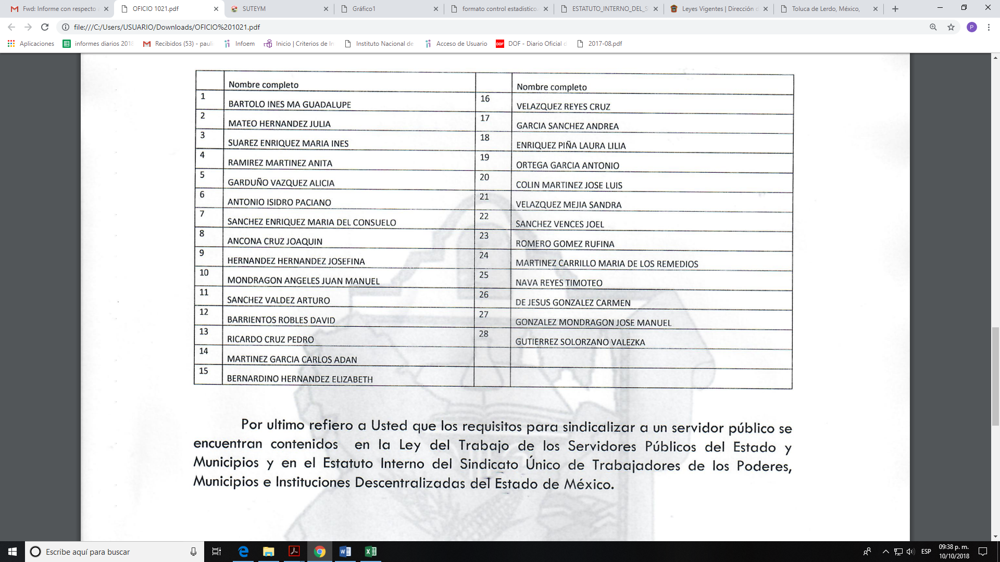 Fwd: Informe con respecto
OFICIO 1021.pdf
SUTEYM
Gráfico1
formato control estadistico.
ESTATUTO_INTERNO_DEL_S
Leyes Vigentes | Dirección d
Toluca de Lerdo, México,
file:///C:/Users/USUARIO/Downloads/OFICIO%201021.pdf
P
Aplicaciones
informes diarios 2018
Recibidos (53) - pauli
Infoem
Inicio | Criterios de In
Instituto Nacional de
Acceso de Usuario
DOF
DOF - Diario Oficial d
2017-08.pdf
Nombre completo Nombre completo
1 BARTOLO INES MA GUADALUPE 16 VELAZQUEZ REYES CRUZ
2 MATEO HERNANDEZ JULIA 17 GARCIA SANCHEZ ANDREA
3 SUAREZ ENRIQUEZ MARIA INES 18 ENRIQUEZ PIÑA LAURA LILIA
4 RAMIREZ MARTINEZ ANITA 19 ORTEGA GARCIA ANTONIO
5 GARDUÑO VAZQUEZ ALICIA 20 COLIN MARTINEZ JOSE LUIS
6 ANTONIO ISIDRO PACIANO 21 VELAZQUEZ MEJIA SANDRA
7 SANCHEZ ENRIQUEZ MARIA DEL CONSUELO 22 SANCHEZ VENCES JOEL
8 ANCONA CRUZ JOAQUIN 23 ROMERO GOMEZ RUFINA
9 HERNANDEZ HERNANDEZ JOSEFINA 24 MARTINEZ CARRILLO MARIA DE LOS REMEDIOS
10 MONDRAGON ANGELES JUAN MANUEL 25 NAVA REYES TIMOTEO
11 SANCHEZ VALDEZ ARTURO 26 DE JESUS GONZALEZ CARMEN
12 BARRIENTOS ROBLES DAVID 27 GONZALEZ MONDRAGON JOSE MANUEL
13 RICARDO CRUZ PEDRO 28 GUTIERREZ SOLORZANO VALEZKA
14 MARTINEZ GARCIA CARLOS ADAN
15 BERNARDINO HERNANDEZ ELIZABETH
Por ultimo refiero a Usted que los requisitos para sindicalizar a un servidor público se
encuentran contenidos en la Ley del Trabajo de los Servidores Públicos del Estado y
Municipios y en el Estatuto Interno del Sindicato Único de Trabajadores de los Poderes,
Municipios e Instituciones Descentralizadas del Estado de México.
Escribe aquí para buscar
ESP
09:38 p. m.
10/10/2018